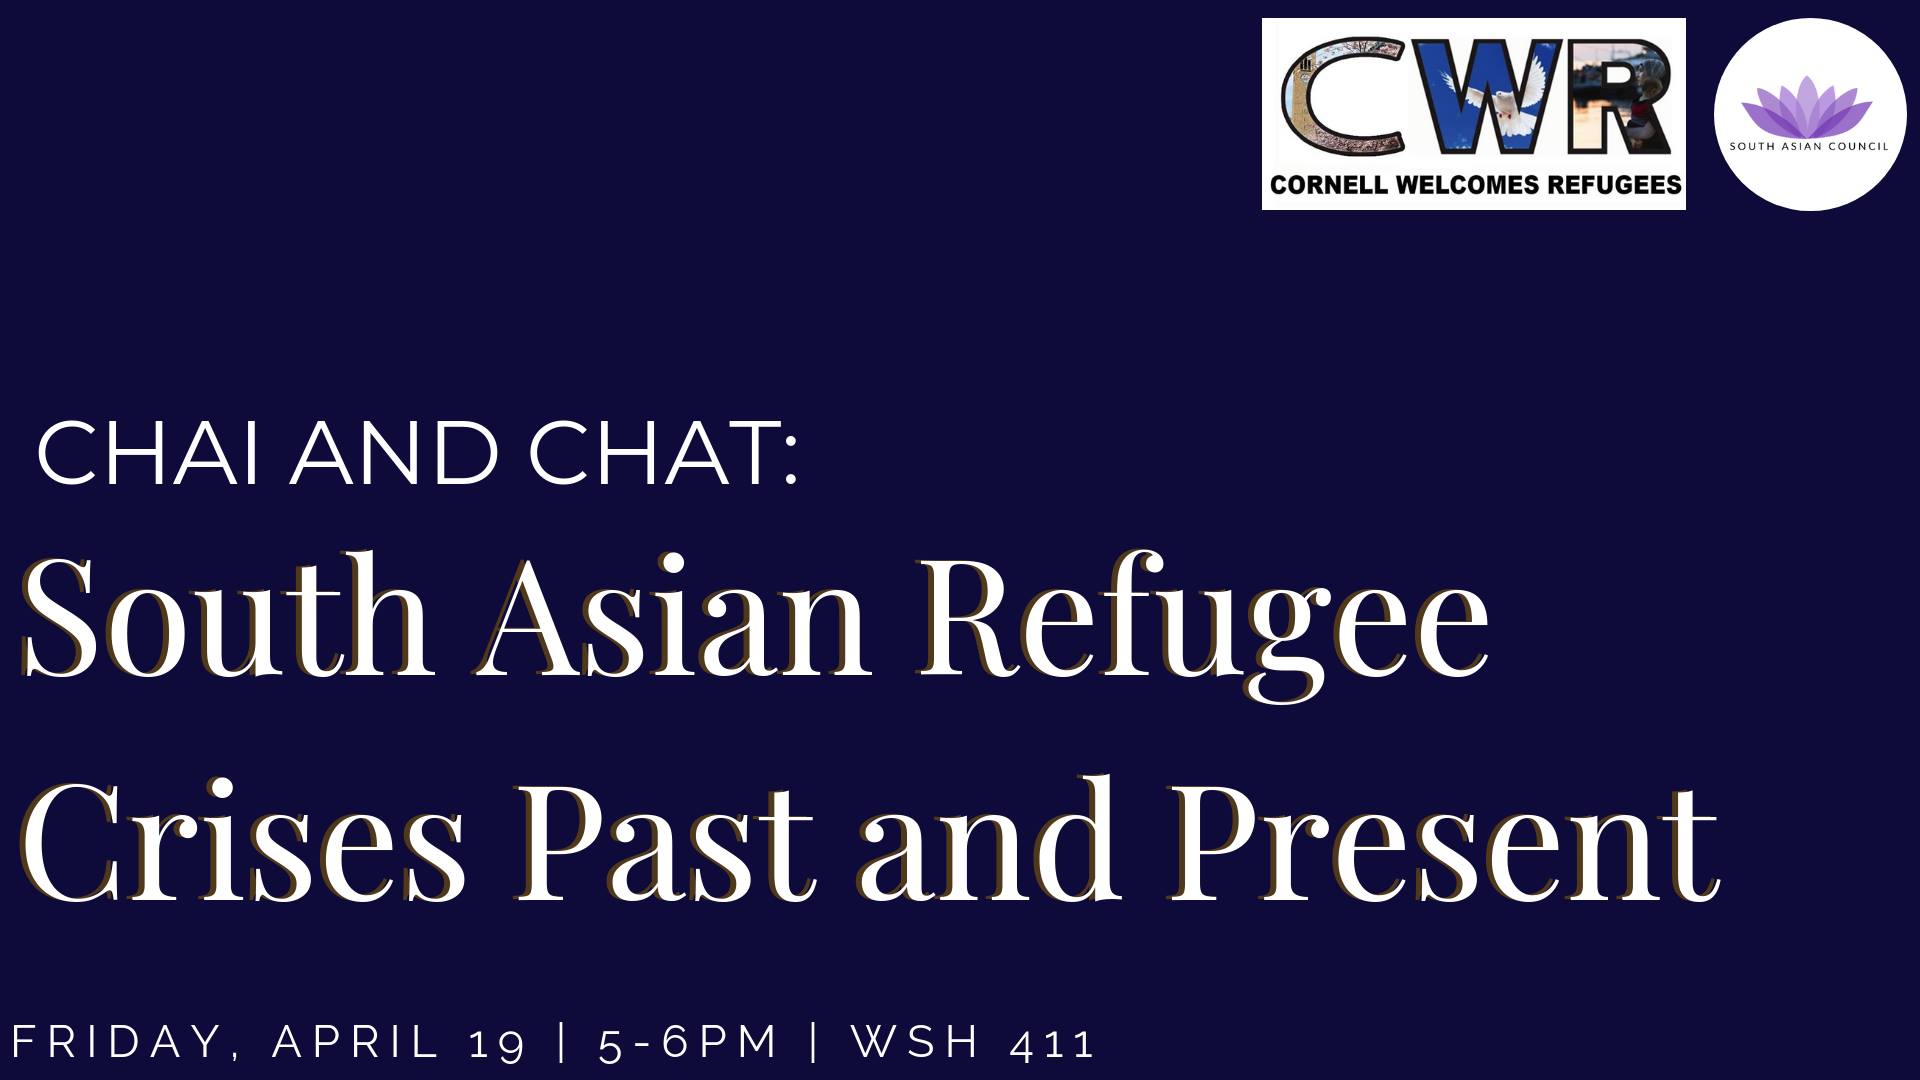 CWR
CORNELL WELCOMES REFUGEES
SOUTH ASIAN COUNCIL
CHAI AND CHAT:
South Asian Refugee
Crises Past and Present
FRIDAY, APRIL 19 | 5-6PM | WSH 411